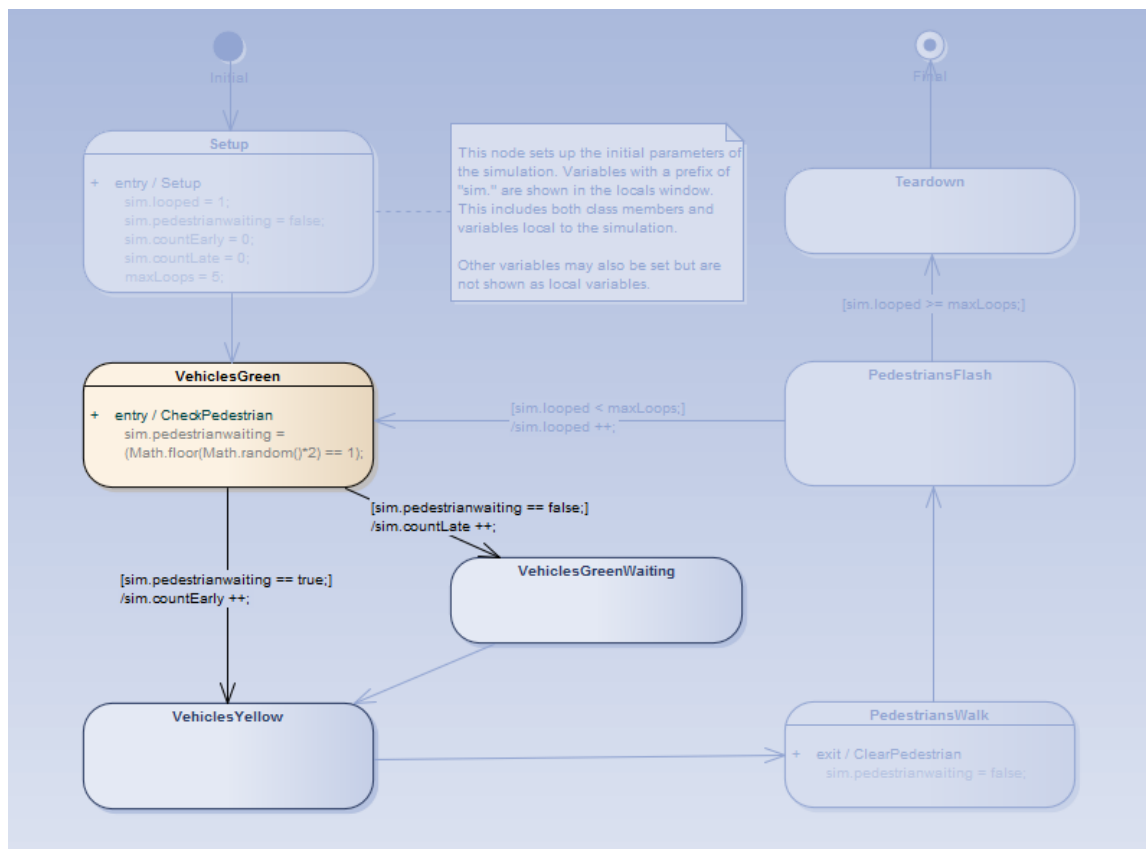 Initial
Final
Setup
+ entry / Setup
sim.looped = 1;
sim.pedestrianwaiting = false;
sim.countEarly = 0;
sim.countLate = 0;
maxLoops = 5;
This node sets up the initial parameters of
the simulation. Variables with a prefix of
"sim." are shown in the locals window.
This includes both class members and
variables local to the simulation.
Other variables may also be set but are
not shown as local variables.
Teardown
[sim.looped >= maxLoops;]
VehiclesGreen
+ entry / CheckPedestrian
sim.pedestrianwaiting =
(Math.floor(Math.random()*2) == 1);
[sim.looped < maxLoops;]
/sim.looped ++;
PedestriansFlash
[sim.pedestrianwaiting == false;]
/sim.countLate ++;
[sim.pedestrianwaiting == true;]
/sim.countEarly ++;
VehiclesGreenWaiting
VehiclesYellow
PedestriansWalk
+ exit / ClearPedestrian
sim.pedestrianwaiting = false;